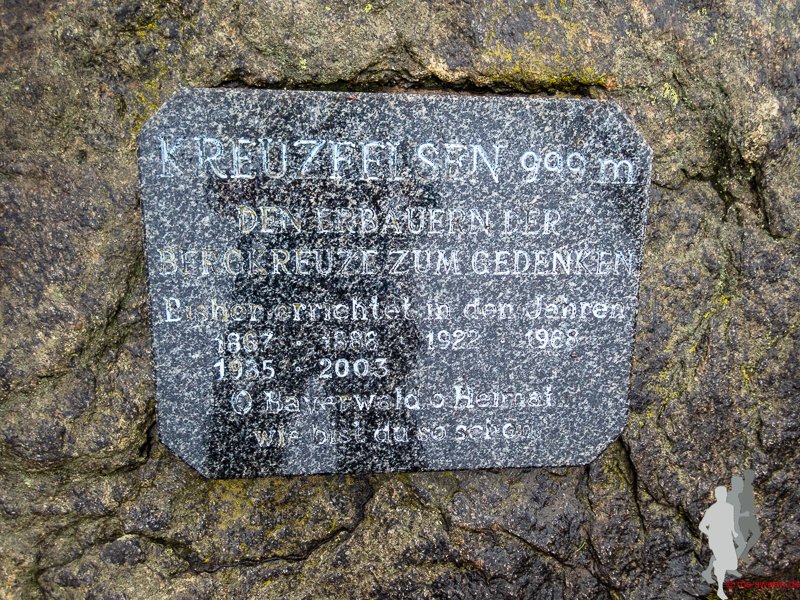 KREUZFELSEN 999 m
DEN ERBAUERN DER
BERGKREUZE ZUM GEDENKEN
Bisher errichtet in den Jahren
1867 · 1888 · 1922 · 1968
1985 · 2003
O Bayerwald o Heimat
wie bist du so schön